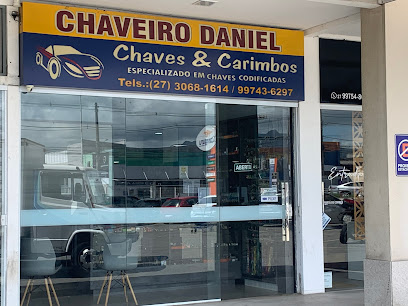 CHAVEIRO DANIEL
Chaves & Carimbos
ESPECIALIZADO EM CHAVES CODIFICADAS
Tels.:(27) 3068-1614 / 99743-6297
ABERTO